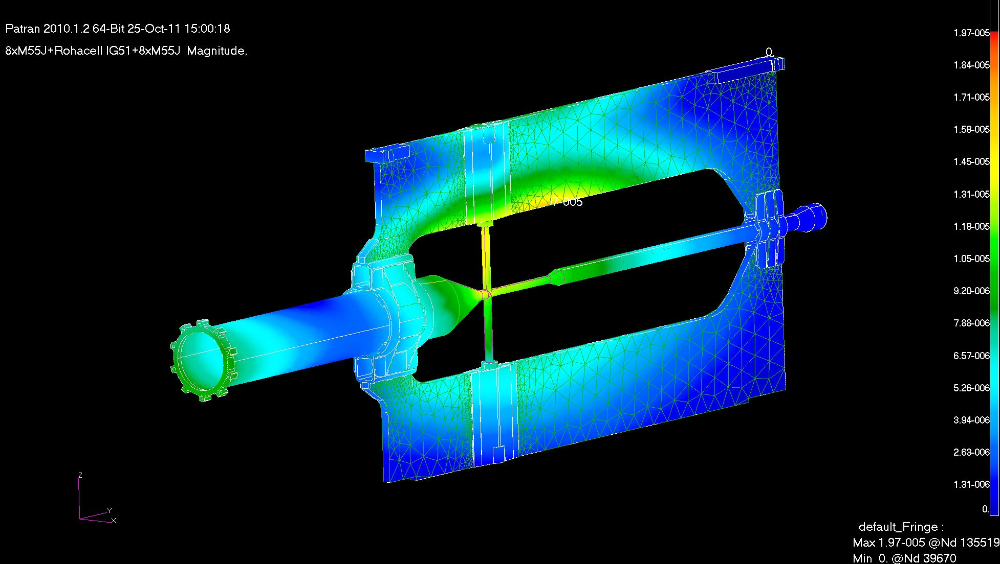 Patran 2010.1.2 64-Bit 25-Oct-11 15:00:18
8xM55J+Rohacell IG51+8xM55J Magnitude,
0.
7-005
1.97-005
1.84-005
1.71-005
1.58-005
1.45-005
1.31-005
1.18-005
1.05-005
9.20-006
7.88-006
6.57-006
5.26-006
3.94-006
2.63-006
1.31-006
0.
Z
Y
X
default_Fringe :
Max 1.97-005 @Nd 135519
Min 0. @Nd 39670